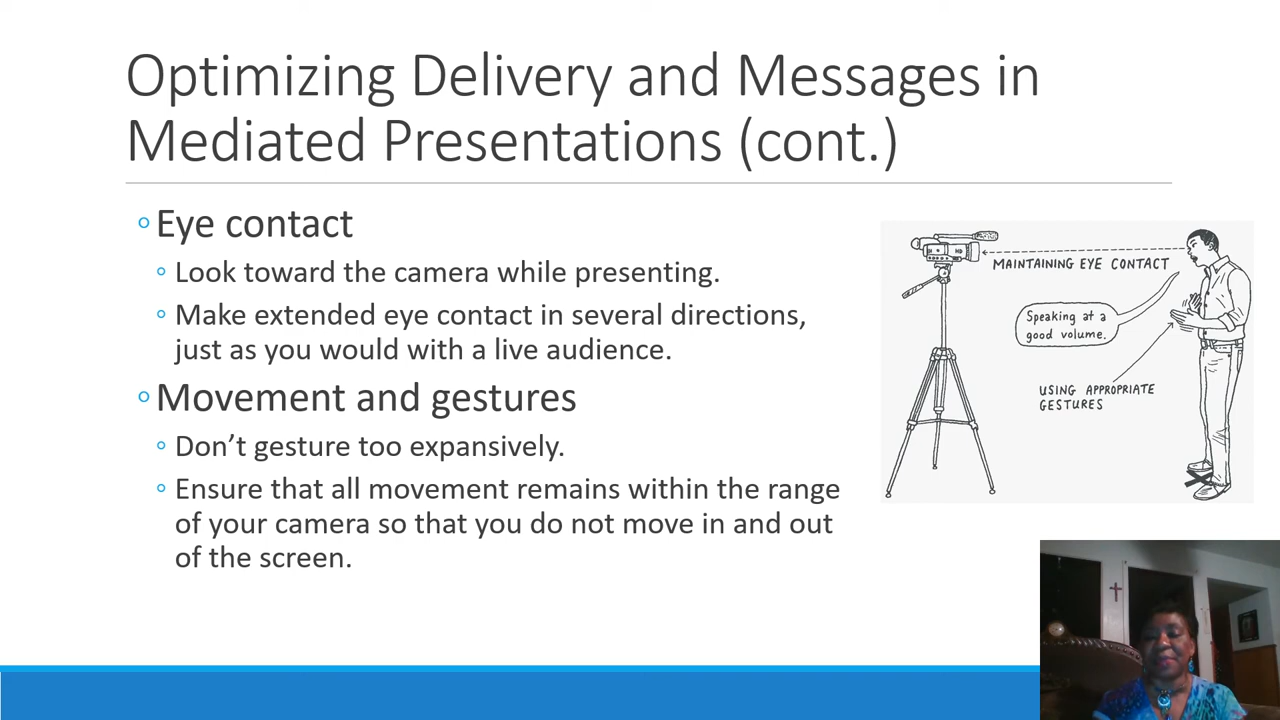 Optimizing Delivery and Messages in
Mediated Presentations (cont.)
Eye contact
Look toward the camera while presenting.
Make extended eye contact in several directions,
just as you would with a live audience.
Movement and gestures
Don’t gesture too expansively.
Ensure that all movement remains within the range
of your camera so that you do not move in and out
of the screen.
MAINTAINING EYE CONTACT
Speaking at a
good volume.
USING APPROPRIATE
GESTURES